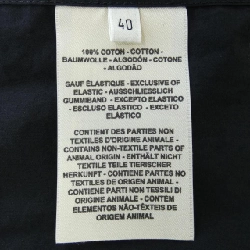 40
100% COTON - COTTON -
BAUMWOLLE - ALGODÓN - COTONE
- ALGODÃO
SAUF ÉLASTIQUE - EXCLUSIVE OF
ELASTIC - AUSSCHLIESSLICH
GUMMIBAND - EXCEPTO ELASTICO
- ESCLUSO ELASTICO - EXCETO
ELÁSTICO
CONTIENT DES PARTIES NON
TEXTILES D'ORIGINE ANIMALE -
CONTAINS NON-TEXTILE PARTS OF
ANIMAL ORIGIN - ENTHÄLT NICHT
TEXTILE TEILE TIERISCHER
HERKUNFT - CONTIENE PARTES NO
TEXTILES DE ORIGEN ANIMAL -
CONTIENE PARTI NON TESSILI DI
ORIGINE ANIMALE - CONTEM
ELEMENTOS NÃO-TÊXTEIS DE
ORIGEM ANIMAL